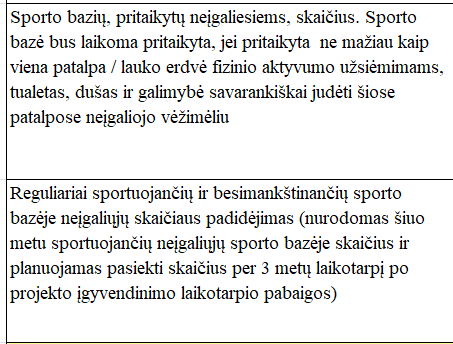 Sporto bazių, pritaikytų neįgaliesiems, skaičius. Sporto
bazė bus laikoma pritaikyta, jei pritaikyta  ne mažiau kaip
viena patalpa / lauko erdvė fizinio aktyvumo užsiėmimams,
tualetas, dušas ir galimybė savarankiškai judėti šiose
patalpose neįgaliojo vėžimėliu
Reguliariai sportuojančių ir besimankštinančių sporto
bazėje neįgaliųjų skaičiaus padidėjimas (nurodomas šiuo
metu sportuojančių neįgaliųjų sporto bazėje skaičius ir
planuojamas pasiekti skaičius per 3 metų laikotarpį po
projekto įgyvendinimo laikotarpio pabaigos)